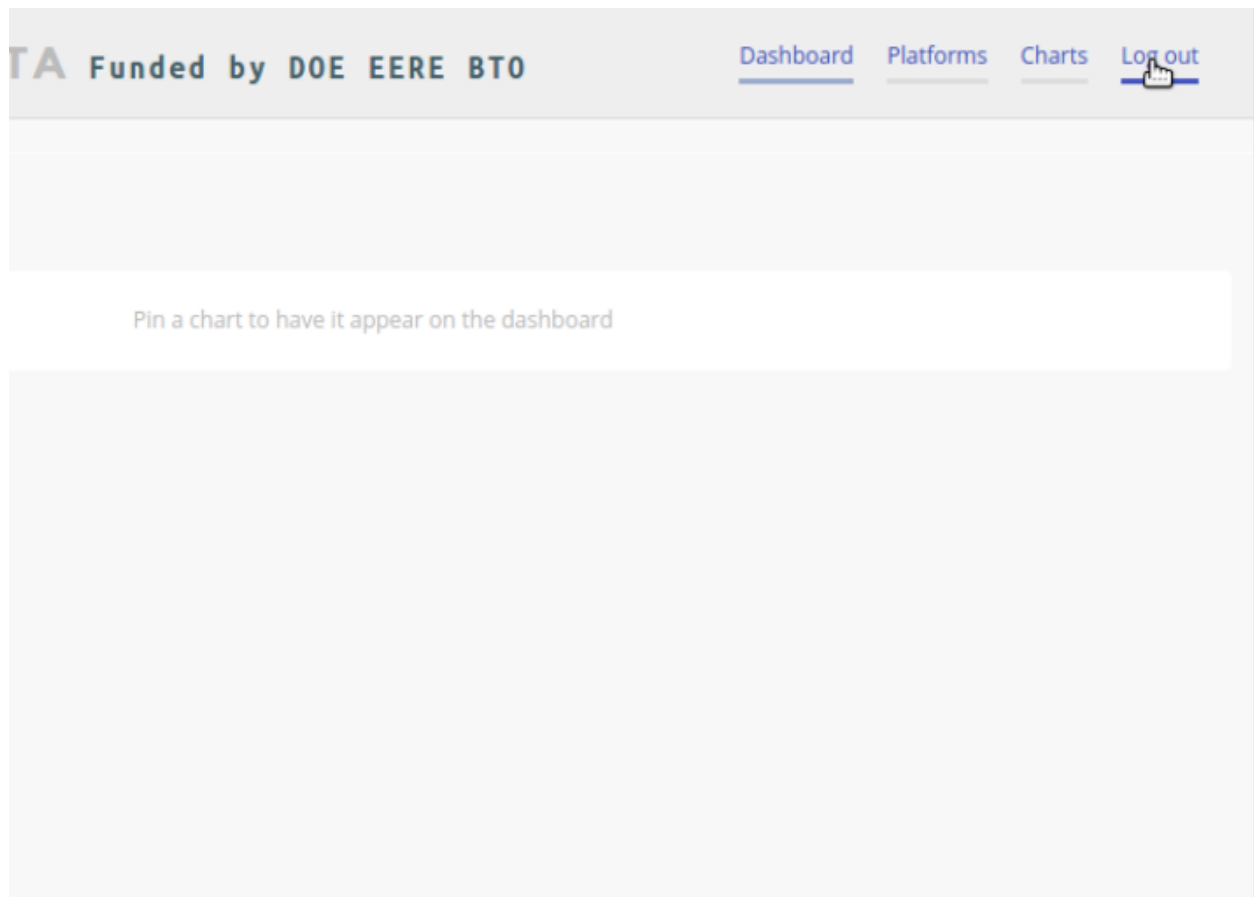 TA Funded by DOE EERE BTO
Dashboard Platforms Charts Log out
Pin a chart to have it appear on the dashboard